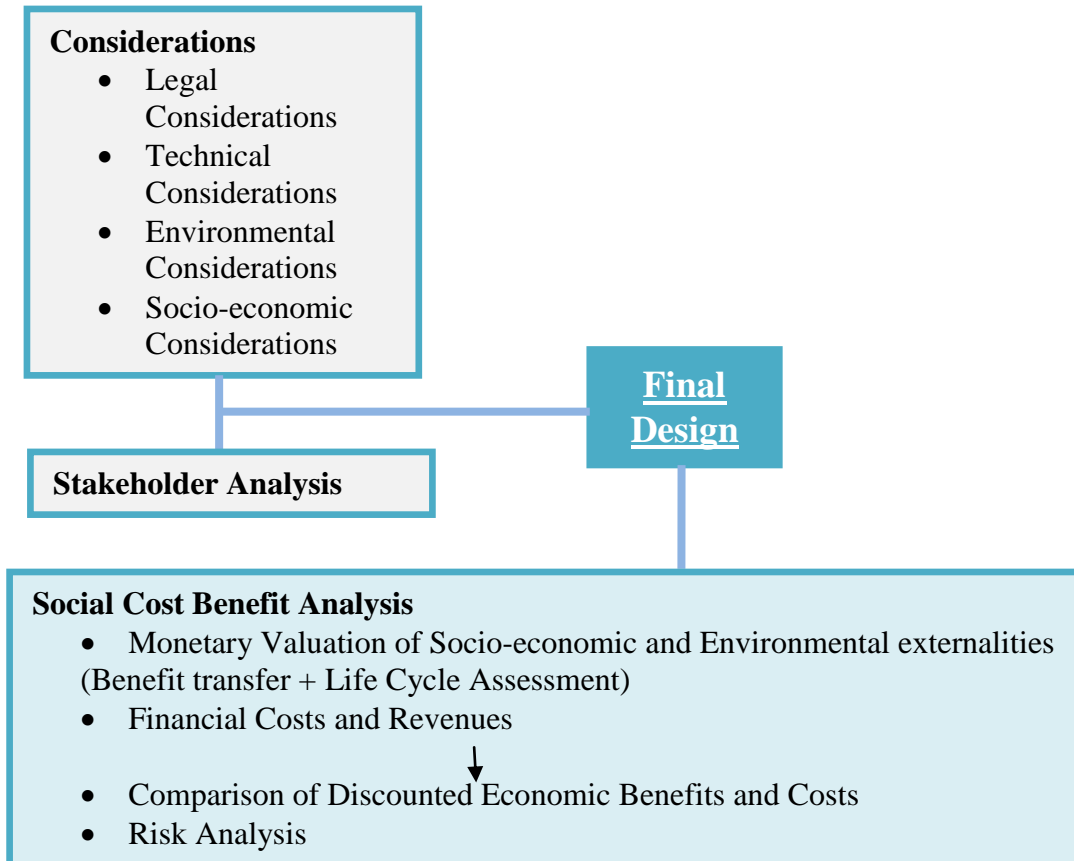 Considerations
• Legal
Considerations
• Technical
Considerations
• Environmental
Considerations
• Socio-economic
Considerations
Final
Design
Stakeholder Analysis
Social Cost Benefit Analysis
• Monetary Valuation of Socio-economic and Environmental externalities
(Benefit transfer + Life Cycle Assessment)
• Financial Costs and Revenues
• Comparison of Discounted Economic Benefits and Costs
• Risk Analysis